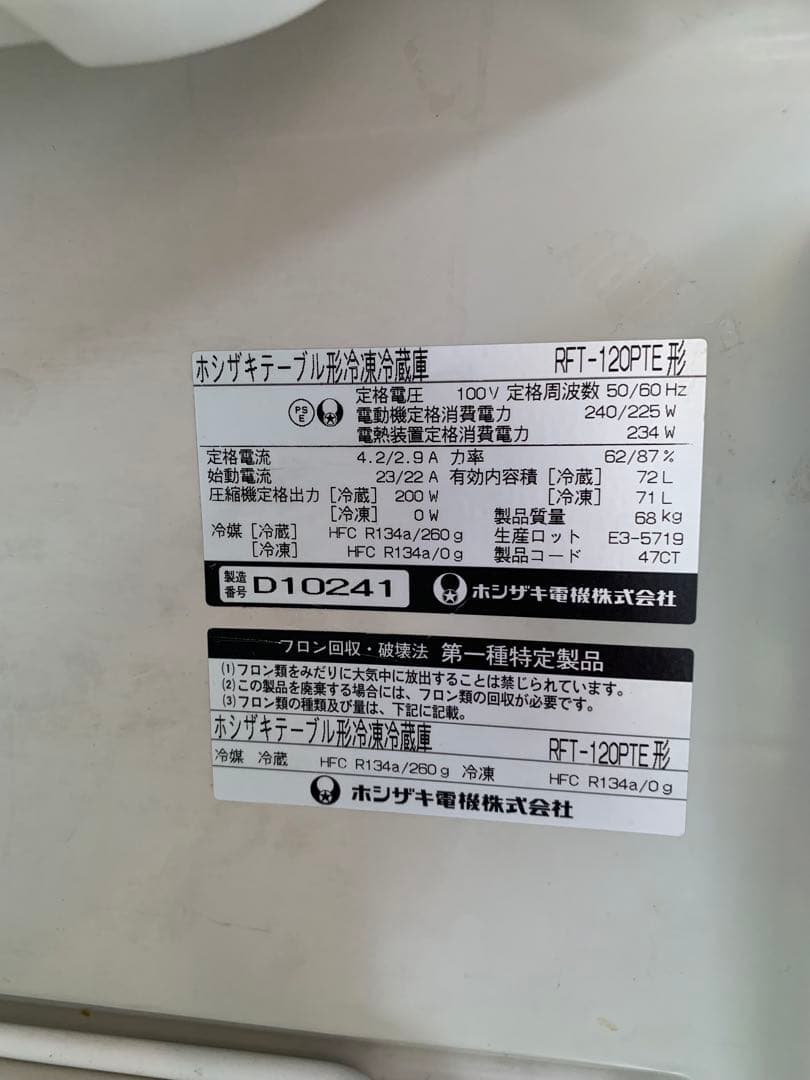 ホシザキテーブル形冷凍冷蔵庫 RFT-120PTE形
定格電圧 100V 定格周波数 50/60 Hz
PS E 電動機定格消費電力 240/225 W
電熱装置定格消費電力 234 W
定格電流 4.2/2.9 A 力率 62/87 %
始動電流 23/22 A 有効内容積 [冷蔵] 72 L
圧縮機定格出力 [冷蔵] 200 W [冷凍] 71 L
[冷凍] 0 W 製品質量 68 kg
冷媒 [冷蔵] HFC R134a/260 g 生産ロット E3-5719
[冷凍] HFC R134a/0 g 製品コード 47CT
製造番号 D10241 ホシザキ電機株式会社
フロン回収・破壊法 第一種特定製品
(1)フロン類をみだりに大気中に放出することは禁じられています。
(2)この製品を廃棄する場合には、フロン類の回収が必要です。
(3)フロン類の種類及び量は、下記に記載。
ホシザキテーブル形冷凍冷蔵庫 RFT-120PTE形
冷媒 冷蔵 HFC R134a/260 g 冷凍 HFC R134a/0 g
ホシザキ電機株式会社